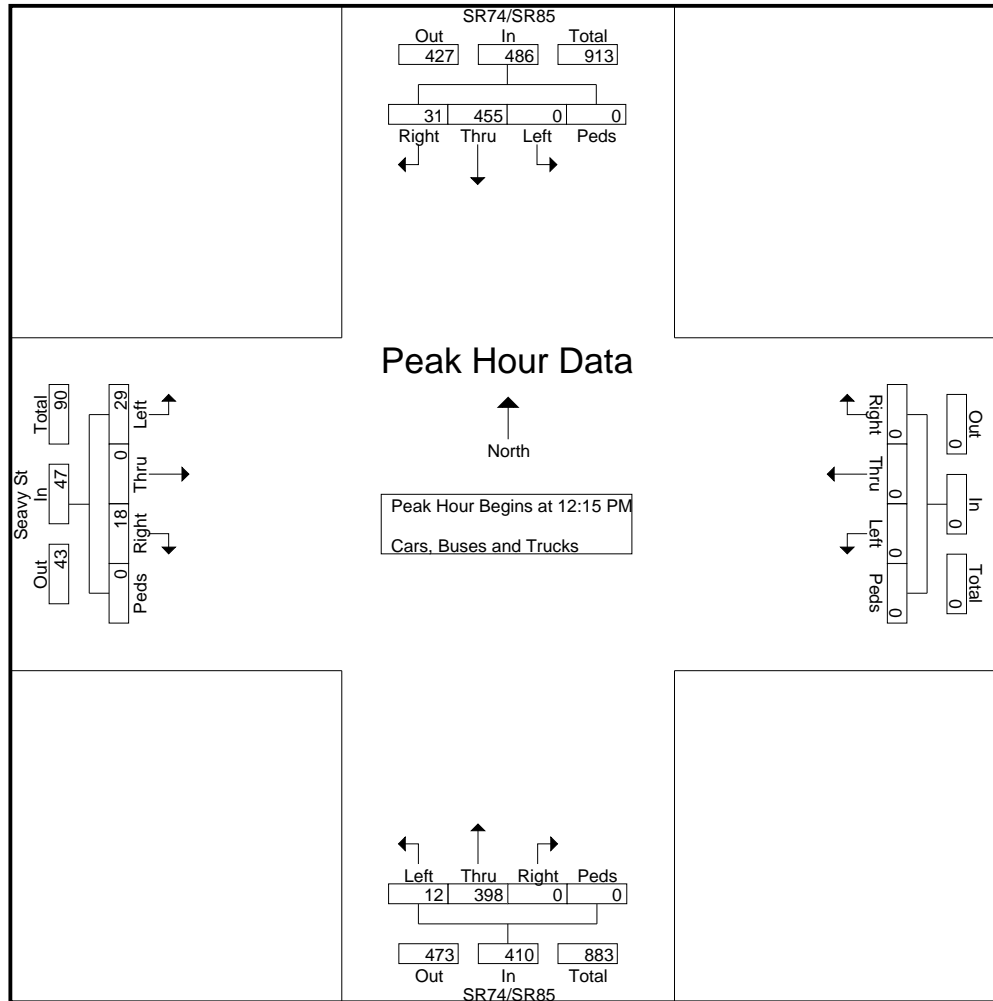 SR74/SR85
Out In Total
427 486 913
31 455 0 0
Right Thru Left Peds
Peak Hour Data
North
Peak Hour Begins at 12:15 PM
Cars, Buses and Trucks
Seavy St
Total In Out
90 47 43
29 0 18 0
Left Thru Right Peds
Out In Total
0 0 0
Right Thru Left Peds
0 0 0 0
Left Thru Right Peds
12 398 0 0
473 410 883
Out In Total
SR74/SR85